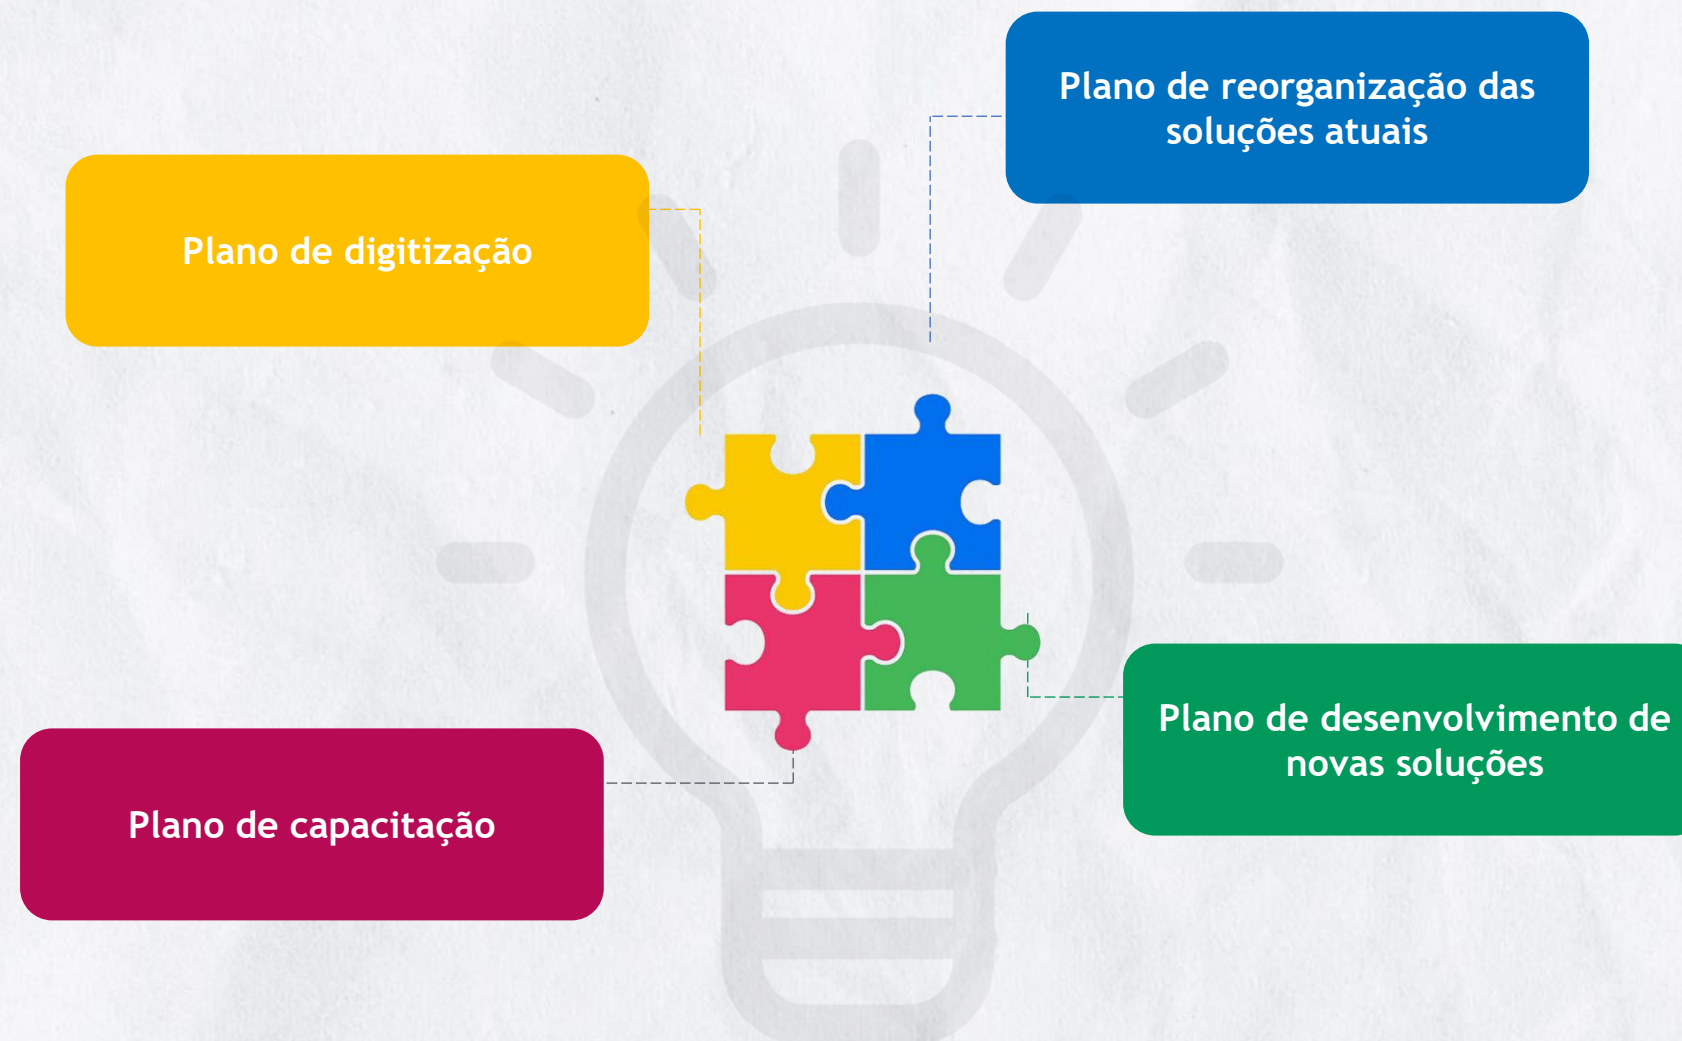 Plano de reorganização das
soluções atuais
Plano de digitização
Plano de desenvolvimento de
novas soluções
Plano de capacitação